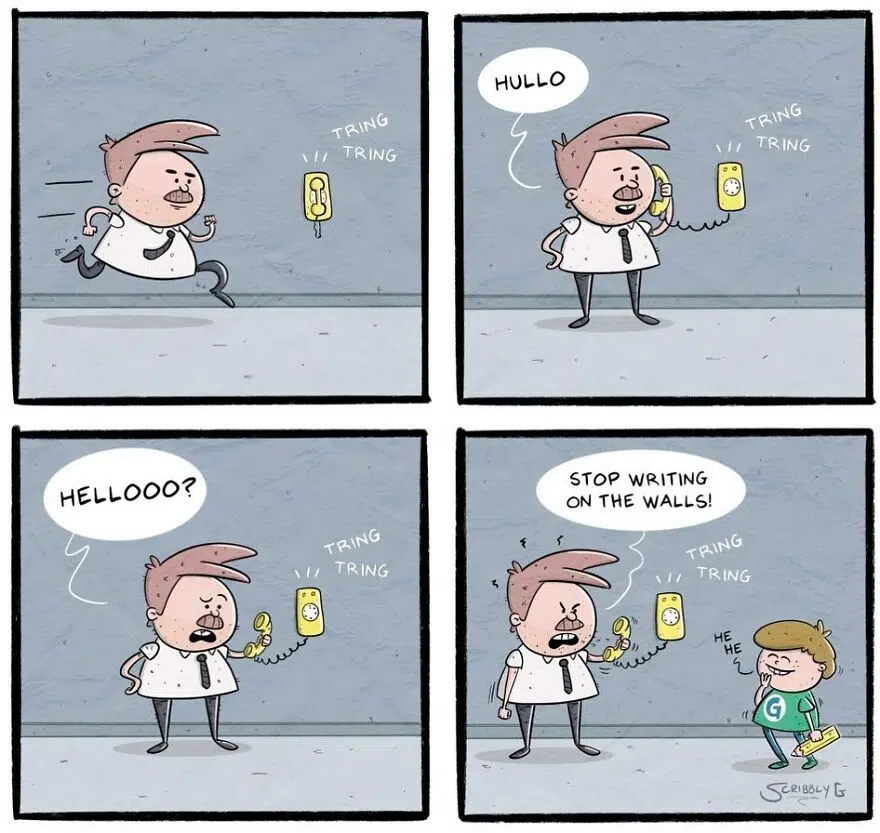 TRING
TRING
HULLO
TRING
TRING
HELLOOO?
TRING
TRING
STOP WRITING
ON THE WALLS!
TRING
TRING
HE
HE
G
SCRIBBLY G